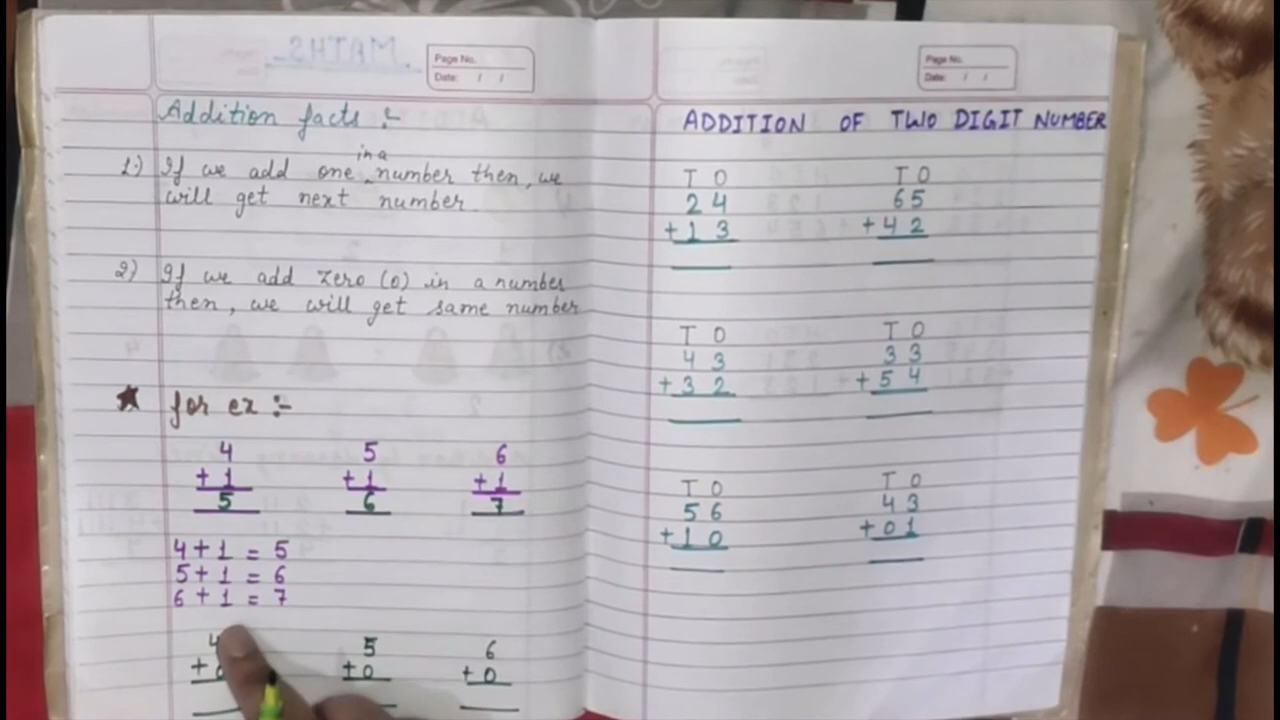 Page No.
Date: / /
Addition facts :-
1.) If we add one in a number then, we
will get next number.
2) If we add zero (0) in a number
then, we will get same number
★ for ex :-
4 5 6
+ 1 + 1 + 1
5 6 7
4 + 1 = 5
5 + 1 = 6
6 + 1 = 7
4 5 6
+ 0 + 0
Page No.
Date: / /
ADDITION OF TWO DIGIT NUMBER
T O T O
2 4 6 5
+ 1 3 + 4 2
T O T O
4 3 3 3
+ 3 2 + 5 4
T O T O
5 6 4 3
+ 1 0 + 0 1